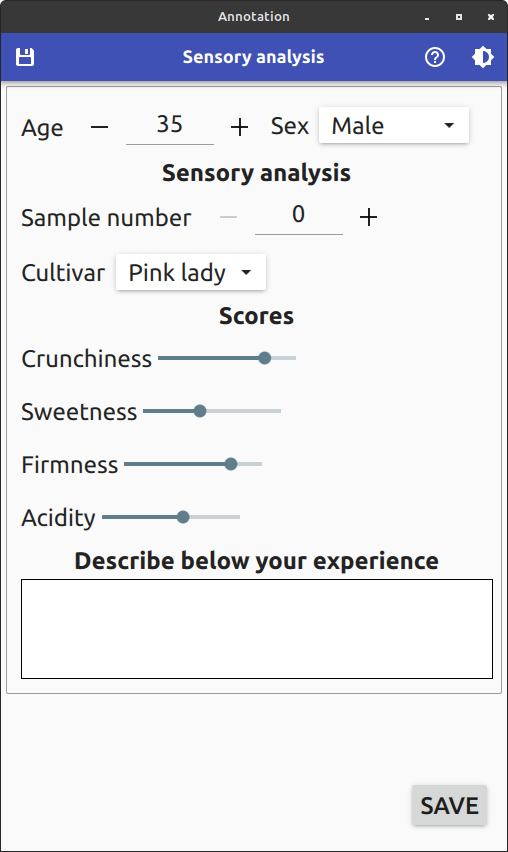 Annotation
Sensory analysis
Age 35 Sex Male
Sensory analysis
Sample number 0
Cultivar Pink lady
Scores
Crunchiness
Sweetness
Firmness
Acidity
Describe below your experience
SAVE